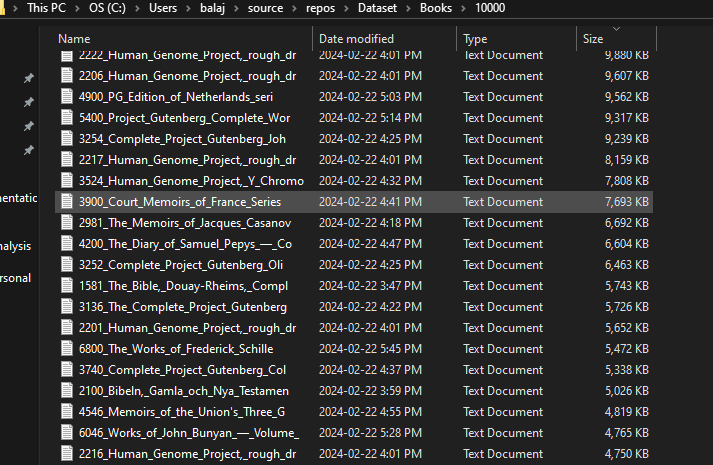 This PC > OS (C:) > Users > balaj > source > repos > Dataset > Books > 10000
Name Date modified Type Size
2222_Human_Genome_Project,_rough_dr 2024-02-22 4:01 PM Text Document 9,880 KB
2206_Human_Genome_Project,_rough_dr 2024-02-22 4:01 PM Text Document 9,607 KB
4900_PG_Edition_of_Netherlands_seri 2024-02-22 5:03 PM Text Document 9,562 KB
5400_Project_Gutenberg_Complete_Wor 2024-02-22 5:14 PM Text Document 9,317 KB
3254_Complete_Project_Gutenberg_Joh 2024-02-22 4:25 PM Text Document 9,239 KB
2217_Human_Genome_Project,_rough_dr 2024-02-22 4:01 PM Text Document 8,159 KB
3524_Human_Genome_Project,_Y_Chromo 2024-02-22 4:32 PM Text Document 7,808 KB
3900_Court_Memoirs_of_France_Series 2024-02-22 4:41 PM Text Document 7,693 KB
entatic
2981_The_Memoirs_of_Jacques_Casanov 2024-02-22 4:18 PM Text Document 6,692 KB
4200_The Diary_of_Samuel_Pepys_—_Co 2024-02-22 4:47 PM Text Document 6,604 KB
nalysis
3252_Complete_Project_Gutenberg_Oli 2024-02-22 4:25 PM Text Document 6,463 KB
rsonal
1581_The_Bible,_Douay-Rheims,_Compl 2024-02-22 3:47 PM Text Document 5,743 KB
3136_The_Complete_Project_Gutenberg 2024-02-22 4:22 PM Text Document 5,726 KB
2201_Human_Genome_Project,_rough_dr 2024-02-22 4:01 PM Text Document 5,652 KB
6800_The_Works_of_Frederick_Schille 2024-02-22 5:45 PM Text Document 5,472 KB
3740_Complete_Project_Gutenberg_Col 2024-02-22 4:37 PM Text Document 5,338 KB
2100_Bibeln,_Gamla_och_Nya_Testamen 2024-02-22 3:59 PM Text Document 5,026 KB
4546_Memoirs_of_the_Union's_Three_G 2024-02-22 4:55 PM Text Document 4,819 KB
6046_Works_of_John_Bunyan_—_Volume_ 2024-02-22 5:28 PM Text Document 4,765 KB
2216_Human_Genome_Project,_rough_dr 2024-02-22 4:01 PM Text Document 4,750 KB